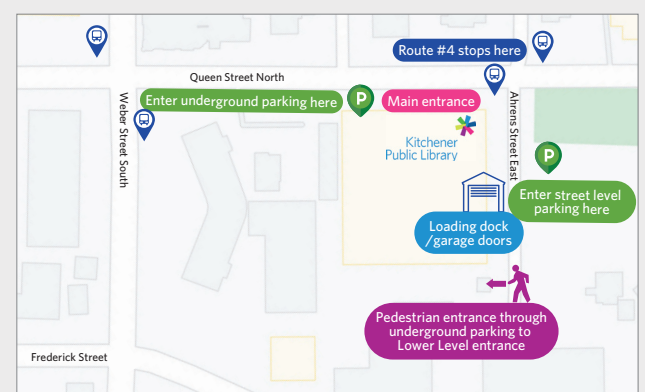 Route #4 stops here
Queen Street North
Enter underground parking here
P
Main entrance
Weber Street South
Ahrens Street East
Kitchener
Public Library
P
Enter street level
parking here
Loading dock
/garage doors
Pedestrian entrance through
underground parking to
Lower Level entrance
Frederick Street